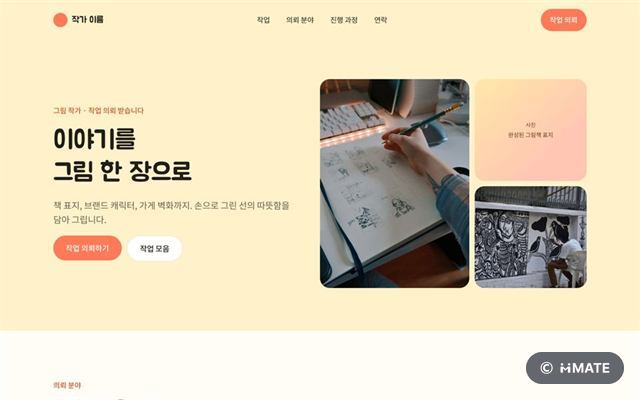 작가 이름
작업
의뢰 분야
진행 과정
연락
작업 의뢰
그림 작가 · 작업 의뢰 받습니다
이야기를
그림 한 장으로
책 표지, 브랜드 캐릭터, 가게 벽화까지. 손으로 그린 선의 따뜻함을
담아 그립니다.
작업 의뢰하기
작업 모음
사진
완성된 그림책 표지
의뢰 분야
© MMATE